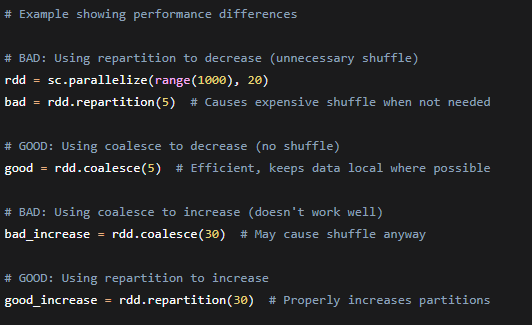 # Example showing performance differences
# BAD: Using repartition to decrease (unnecessary shuffle)
rdd = sc.parallelize(range(1000), 20)
bad = rdd.repartition(5)  # Causes expensive shuffle when not needed
# GOOD: Using coalesce to decrease (no shuffle)
good = rdd.coalesce(5)  # Efficient, keeps data local where possible
# BAD: Using coalesce to increase (doesn't work well)
bad_increase = rdd.coalesce(30)  # May cause shuffle anyway
# GOOD: Using repartition to increase
good_increase = rdd.repartition(30)  # Properly increases partitions